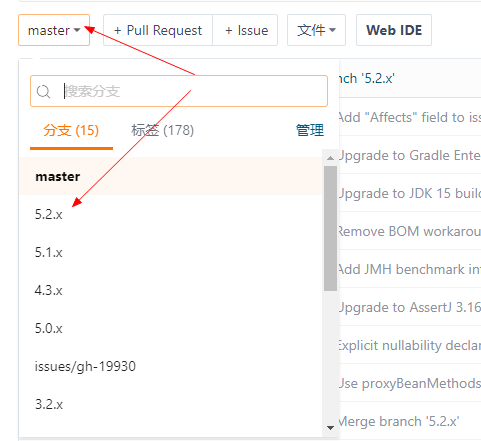 master
+ Pull Request
+ Issue
文件
Web IDE
搜索分支
分支 (15)
标签 (178)
管理
master
5.2.x
5.1.x
4.3.x
5.0.x
issues/gh-19930
3.2.x
nch '5.2.x'
Add "Affects" field to iss
Upgrade to Gradle Ente
Upgrade to JDK 15 build
Remove BOM workarou
Add JMH benchmark in
Upgrade to AssertJ 3.16
Explicit nullability declar
Use proxyBeanMethods
Merge branch '5.2.x'